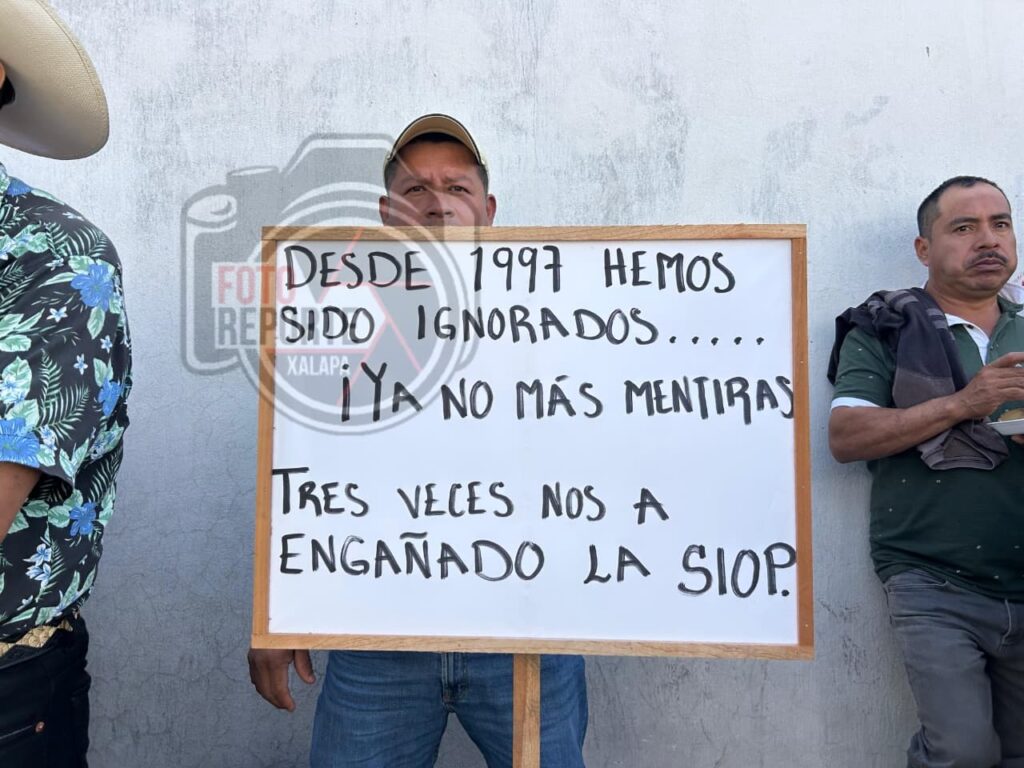 DESDE 1997 HEMOS
SIDO IGNORADOS.....
¡YA NO MÁS MENTIRAS
TRES VECES NOS A
ENGAÑADO LA SIOP.
FOTO
REPORTE
XALAPA